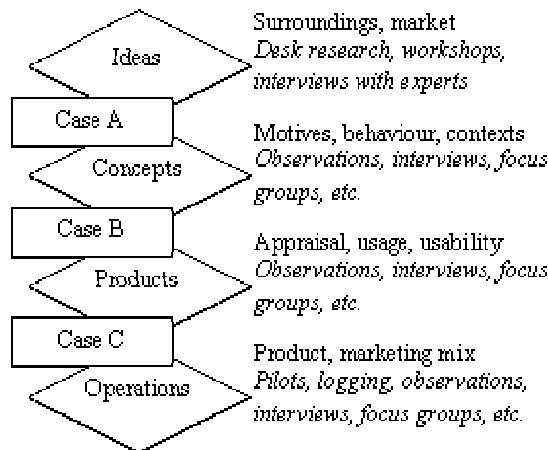 Ideas
Surroundings, market
Desk research, workshops,
interviews with experts
Case A
Concepts
Motives, behaviour, contexts
Observations, interviews, focus
groups, etc.
Case B
Products
Appraisal, usage, usability
Observations, interviews, focus
groups, etc.
Case C
Operations
Product, marketing mix
Pilots, logging, observations,
interviews, focus groups, etc.